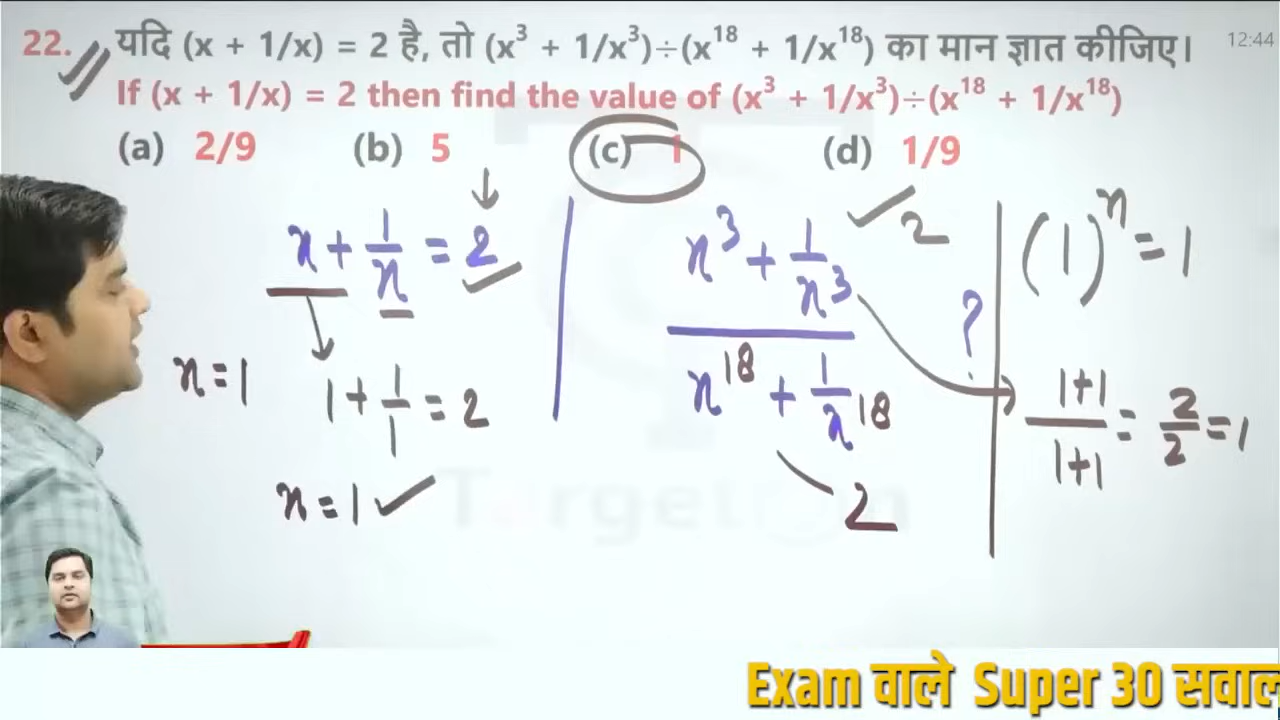 22. यदि (x + 1/x) = 2 है, तो (x³ + 1/x³)÷(x¹⁸ + 1/x¹⁸) का मान ज्ञात कीजिए।
12:44
If (x + 1/x) = 2 then find the value of (x³ + 1/x³)÷(x¹⁸ + 1/x¹⁸)
(a) 2/9 (b) 5 (c) 1 (d) 1/9
x + 1/x = 2
x = 1
1 + 1/1 = 2
x = 1
x³ + 1/x³
2
x¹⁸ + 1/x¹⁸
2
?
(1)ⁿ = 1
1+1/1+1 = 2/2 = 1
Exam वाले Super 30 सवाल